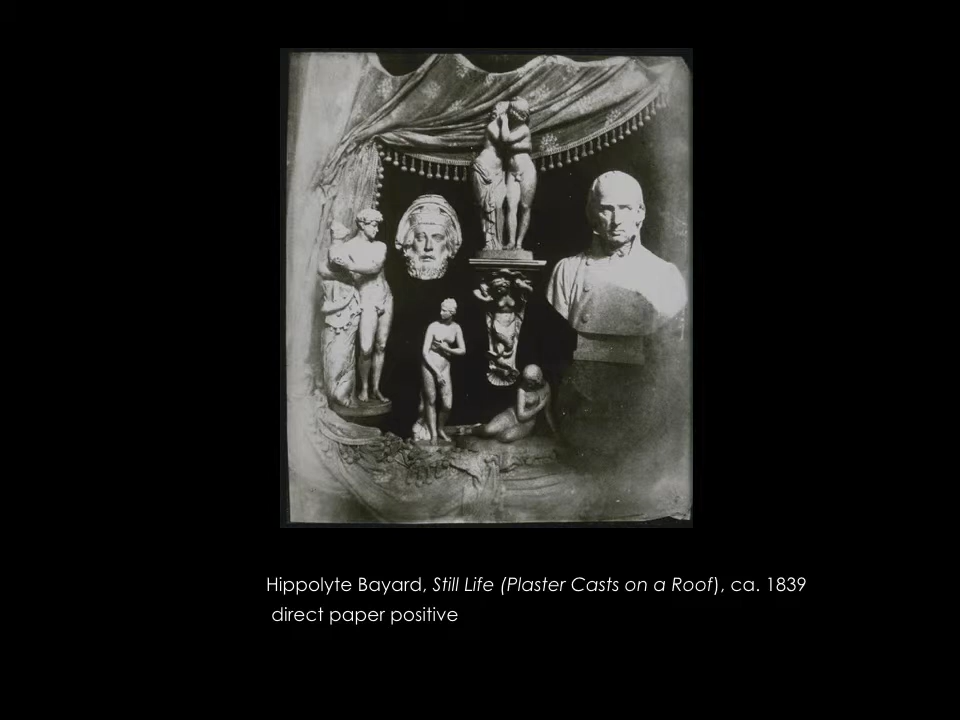 Hippolyte Bayard, Still Life (Plaster Casts on a Roof), ca. 1839
direct paper positive